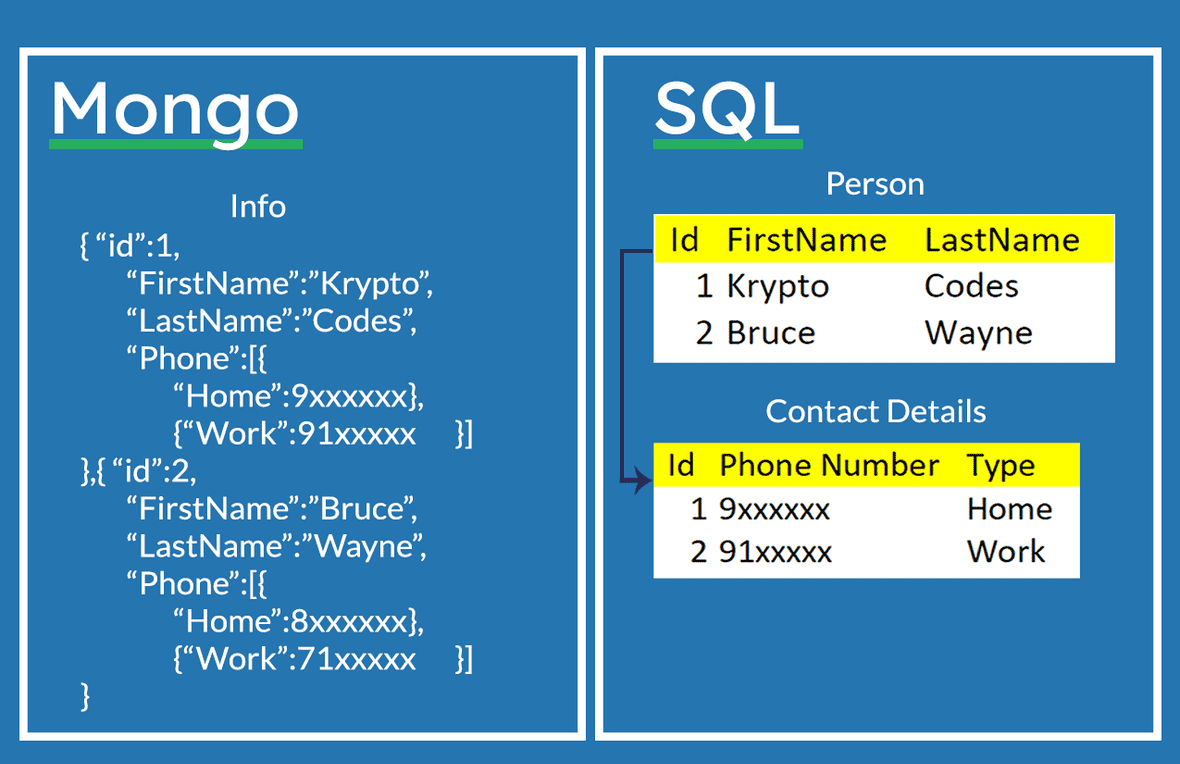 Mongo
Info
{ “id”:1,
“FirstName”:”Krypto”,
“LastName”:”Codes”,
“Phone”:[{
“Home”:9xxxxxx},
{“Work”:91xxxxx }]
},{ “id”:2,
“FirstName”:”Bruce”,
“LastName”:”Wayne”,
“Phone”:[{
“Home”:8xxxxxx},
{“Work”:71xxxxx }]
}
SQL
Person
Id FirstName LastName
1 Krypto Codes
2 Bruce Wayne
Contact Details
Id Phone Number Type
1 9xxxxxx Home
2 91xxxxx Work